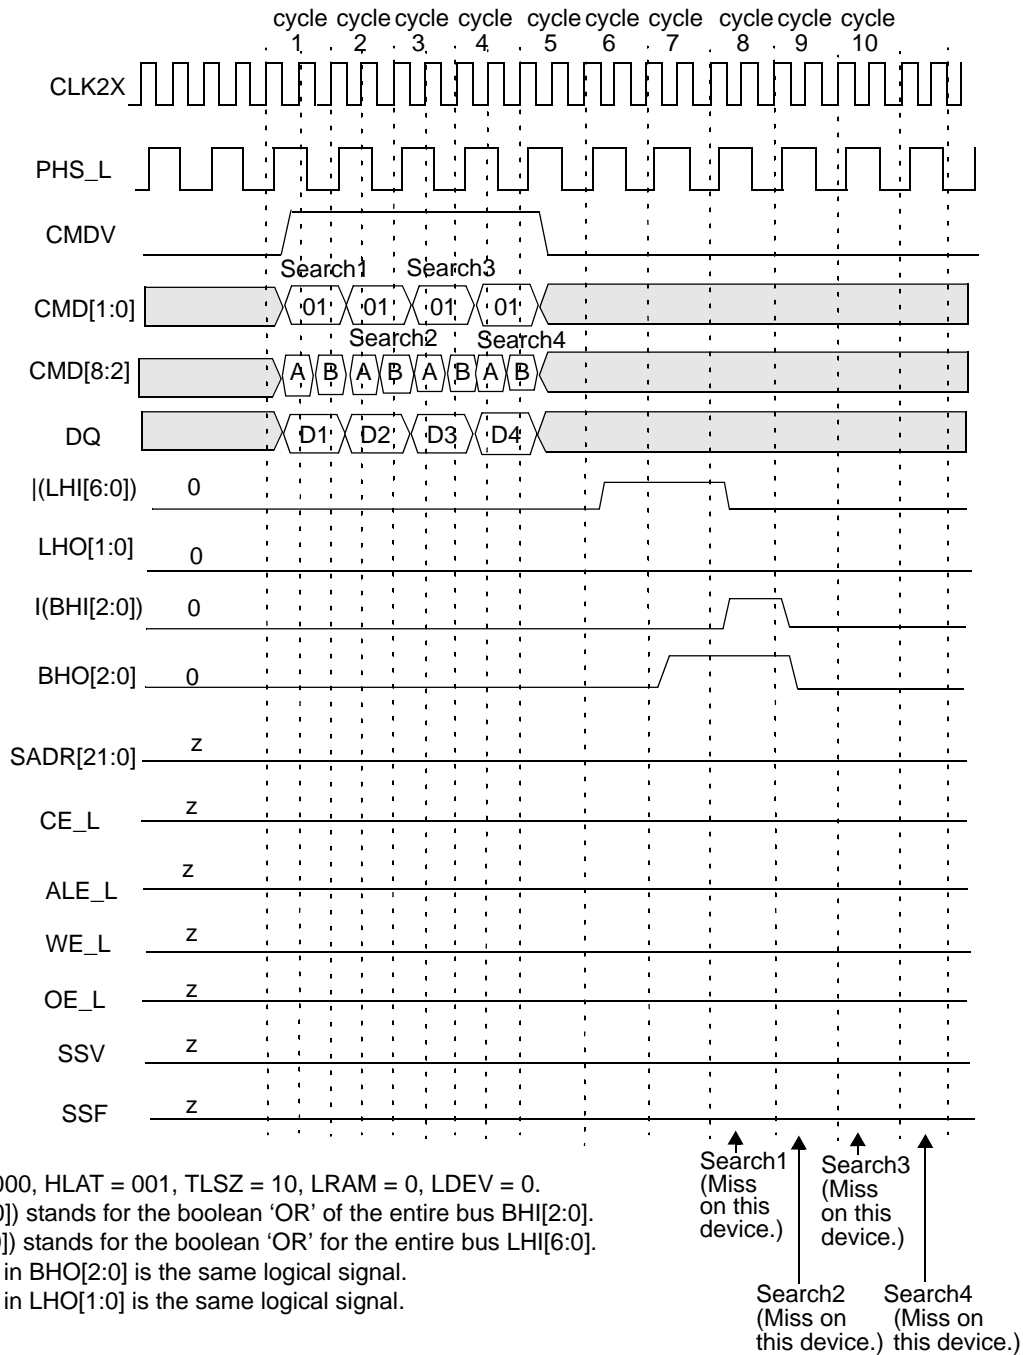 cycle cycle cycle cycle cycle cycle cycle cycle cycle cycle
1 2 3 4 5 6 7 8 9 10
CLK2X
PHS_L
CMDV
Search1 Search3
CMD[1:0] 01 01 01 01
Search2 Search4
CMD[8:2] A B A B A B A B
DQ D1 D2 D3 D4
|(LHI[6:0]) 0
LHO[1:0] 0
I(BHI[2:0]) 0
BHO[2:0] 0
SADR[21:0] z
CE_L z
ALE_L z
WE_L z
OE_L z
SSV z
SSF z
Search1
(Miss
on this
device.)
Search3
(Miss
on this
device.)
Search2
(Miss on
this device.)
Search4
(Miss on
this device.)
000, HLAT = 001, TLSZ = 10, LRAM = 0, LDEV = 0.
0]) stands for the boolean ‘OR’ of the entire bus BHI[2:0].
0]) stands for the boolean ‘OR’ for the entire bus LHI[6:0].
in BHO[2:0] is the same logical signal.
in LHO[1:0] is the same logical signal.